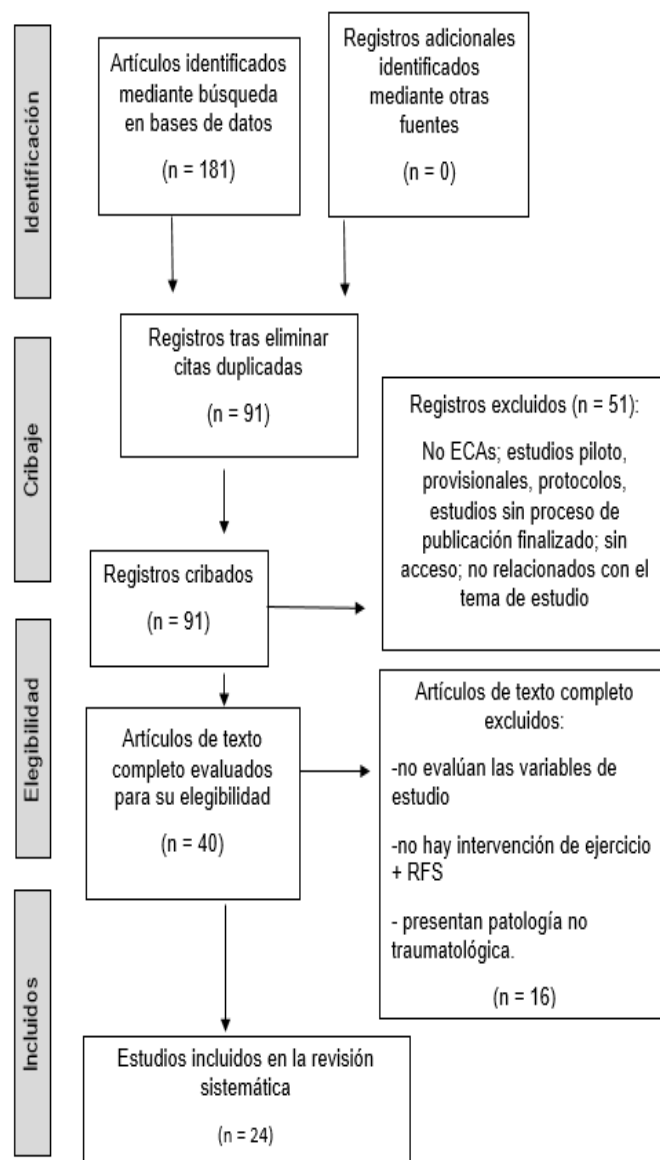 Identificación
Artículos identificados
mediante búsqueda
en bases de datos
(n = 181)
Registros adicionales
identificados
mediante otras
fuentes
(n = 0)
Cribaje
Registros tras eliminar
citas duplicadas
(n = 91)
Registros excluidos (n = 51):
No ECAs; estudios piloto,
provisionales, protocolos,
estudios sin proceso de
publicación finalizado; sin
acceso; no relacionados con el
tema de estudio
Registros cribados
(n = 91)
Elegibilidad
Artículos de texto
completo evaluados
para su elegibilidad
(n = 40)
Artículos de texto completo
excluidos:
-no evalúan las variables de
estudio
-no hay intervención de ejercicio
+ RFS
- presentan patología no
traumatológica.
(n = 16)
Incluidos
Estudios incluidos en la revisión
sistemática
(n = 24)